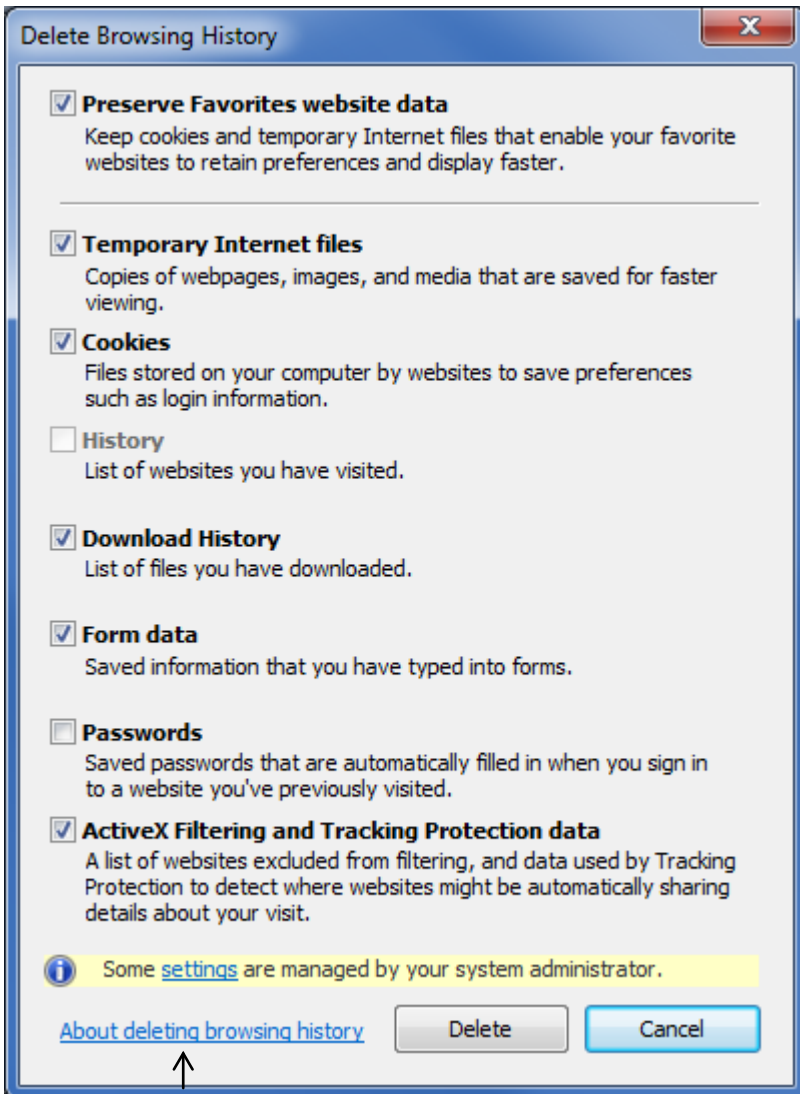 Delete Browsing History
Preserve Favorites website data
Keep cookies and temporary Internet files that enable your favorite
websites to retain preferences and display faster.
Temporary Internet files
Copies of webpages, images, and media that are saved for faster
viewing.
Cookies
Files stored on your computer by websites to save preferences
such as login information.
History
List of websites you have visited.
Download History
List of files you have downloaded.
Form data
Saved information that you have typed into forms.
Passwords
Saved passwords that are automatically filled in when you sign in
to a website you've previously visited.
ActiveX Filtering and Tracking Protection data
A list of websites excluded from filtering, and data used by Tracking
Protection to detect where websites might be automatically sharing
details about your visit.
Some settings are managed by your system administrator.
About deleting browsing history Delete Cancel